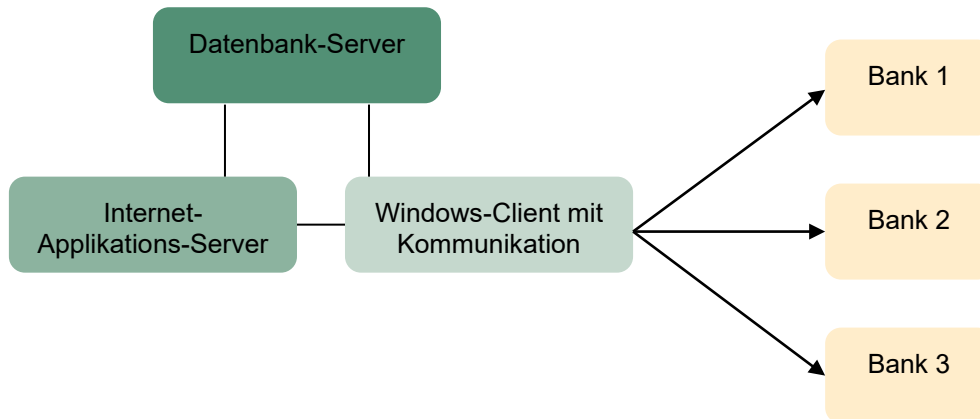 Datenbank-Server
Internet-
Applikations-Server
Windows-Client mit
Kommunikation
Bank 1
Bank 2
Bank 3